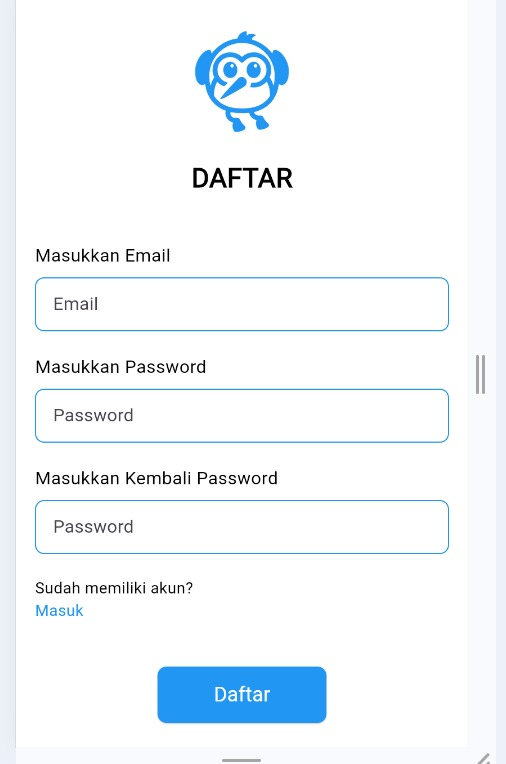 DAFTAR
Masukkan Email
Email
Masukkan Password
Password
Masukkan Kembali Password
Password
Sudah memiliki akun?
Masuk
Daftar